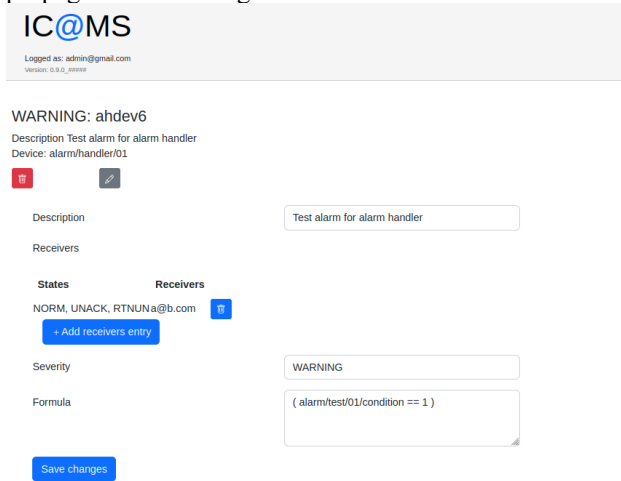 IC@MS
Logged as: admin@gmail.com
Version: 0.9.0_#####
WARNING: ahdev6
Description Test alarm for alarm handler
Device: alarm/handler/01
Description
Test alarm for alarm handler
Receivers
States Receivers
NORM, UNACK, RTNUN a@b.com
+ Add receivers entry
Severity
WARNING
Formula
( alarm/test/01/condition == 1 )
Save changes